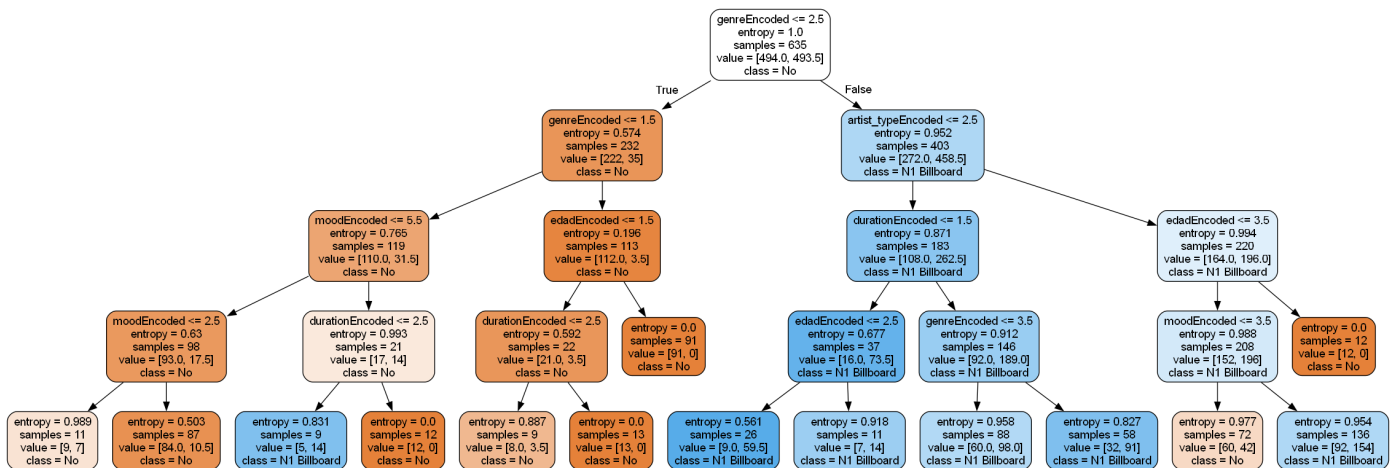 genreEncoded <= 2.5
entropy = 1.0
samples = 635
value = [494.0, 493.5]
class = No
True
False
genreEncoded <= 1.5
entropy = 0.574
samples = 232
value = [222, 35]
class = No
artist_typeEncoded <= 2.5
entropy = 0.952
samples = 403
value = [272.0, 458.5]
class = N1 Billboard
moodEncoded <= 5.5
entropy = 0.765
samples = 119
value = [110.0, 31.5]
class = No
edadEncoded <= 1.5
entropy = 0.196
samples = 113
value = [112.0, 3.5]
class = No
durationEncoded <= 1.5
entropy = 0.871
samples = 183
value = [108.0, 262.5]
class = N1 Billboard
edadEncoded <= 3.5
entropy = 0.994
samples = 220
value = [164.0, 196.0]
class = N1 Billboard
moodEncoded <= 2.5
entropy = 0.63
samples = 98
value = [93.0, 17.5]
class = No
durationEncoded <= 2.5
entropy = 0.993
samples = 21
value = [17, 14]
class = No
durationEncoded <= 2.5
entropy = 0.592
samples = 22
value = [21.0, 3.5]
class = No
entropy = 0.0
samples = 91
value = [91, 0]
class = No
edadEncoded <= 2.5
entropy = 0.677
samples = 37
value = [16.0, 73.5]
class = N1 Billboard
genreEncoded <= 3.5
entropy = 0.912
samples = 146
value = [92.0, 189.0]
class = N1 Billboard
moodEncoded <= 3.5
entropy = 0.988
samples = 208
value = [152, 196]
class = N1 Billboard
entropy = 0.0
samples = 12
value = [12, 0]
class = No
entropy = 0.989
samples = 11
value = [9, 7]
class = No
entropy = 0.503
samples = 87
value = [84.0, 10.5]
class = No
entropy = 0.831
samples = 9
value = [5, 14]
class = N1 Billboard
entropy = 0.0
samples = 12
value = [12, 0]
class = No
entropy = 0.887
samples = 9
value = [8.0, 3.5]
class = No
entropy = 0.0
samples = 13
value = [13, 0]
class = No
entropy = 0.561
samples = 26
value = [9.0, 59.5]
class = N1 Billboard
entropy = 0.918
samples = 11
value = [7, 14]
class = N1 Billboard
entropy = 0.958
samples = 88
value = [60.0, 98.0]
class = N1 Billboard
entropy = 0.827
samples = 58
value = [32, 91]
class = N1 Billboard
entropy = 0.977
samples = 72
value = [60, 42]
class = No
entropy = 0.954
samples = 136
value = [92, 154]
class = N1 Billboard